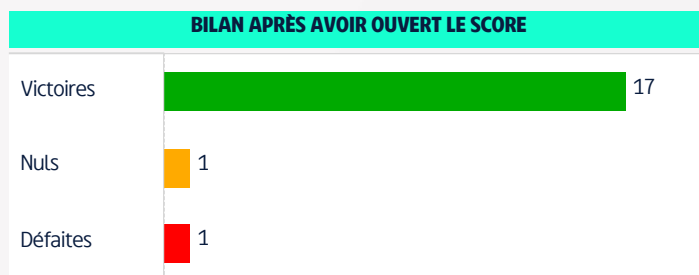 BILAN APRÈS AVOIR OUVERT LE SCORE
Victoires 17
Nuls 1
Défaites 1